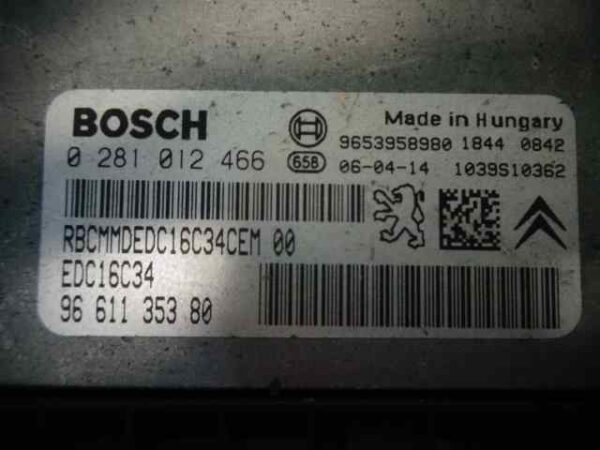 BOSCH
Made in Hungary
9653958980 1844 0842
0 281 012 466 658 06-04-14 1039S10362
RBCMMDEDC16C34CEM 00
EDC16C34
96 611 353 80